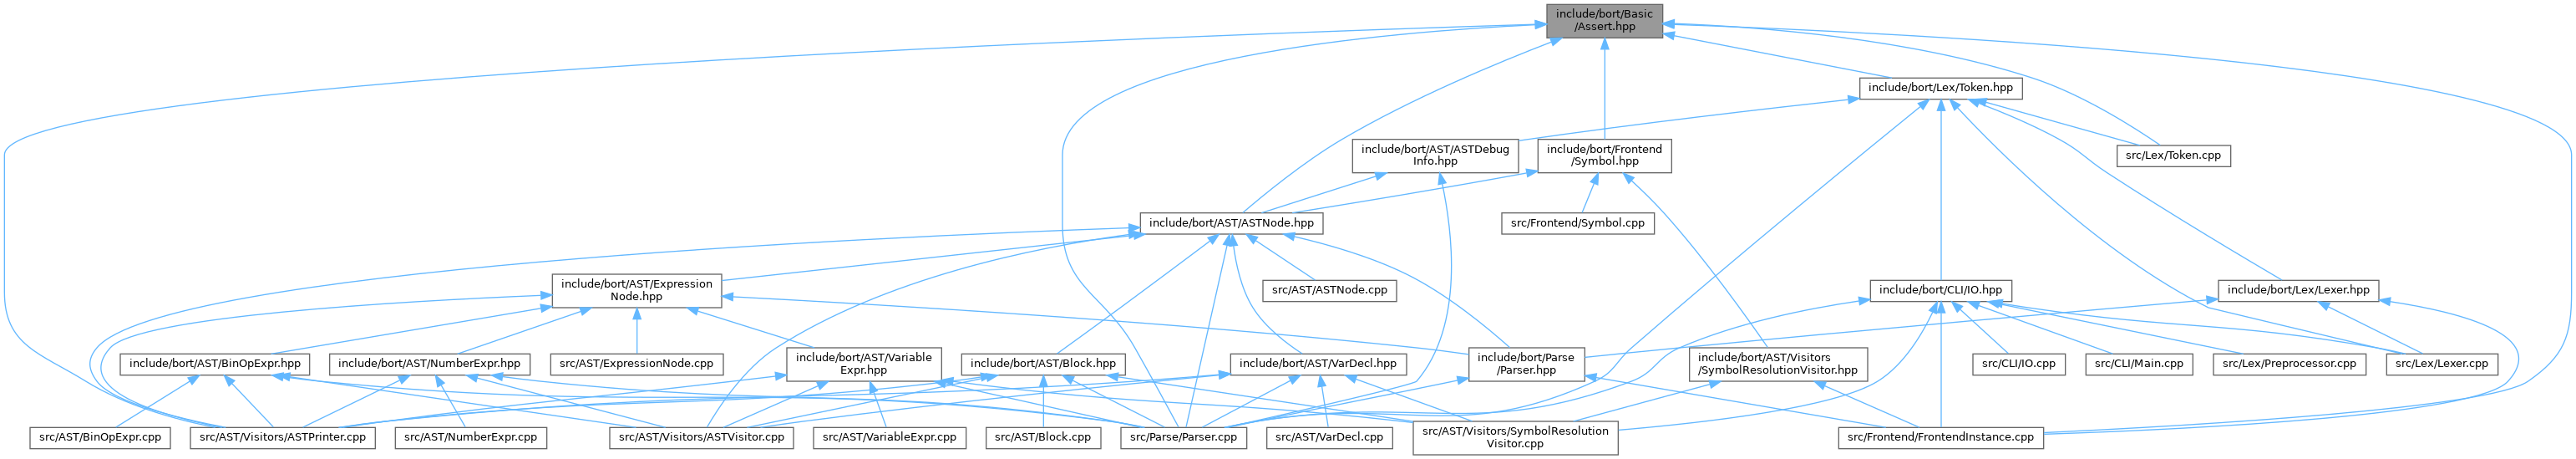 include/bort/Basic
/Assert.hpp
include/bort/Lex/Token.hpp
include/bort/AST/ASTDebug
Info.hpp
include/bort/Frontend
/Symbol.hpp
src/Lex/Token.cpp
include/bort/AST/ASTNode.hpp
src/Frontend/Symbol.cpp
include/bort/AST/Expression
Node.hpp
src/AST/ASTNode.cpp
include/bort/CLI/IO.hpp
include/bort/Lex/Lexer.hpp
include/bort/AST/BinOpExpr.hpp
include/bort/AST/NumberExpr.hpp
src/AST/ExpressionNode.cpp
include/bort/AST/Variable
Expr.hpp
include/bort/AST/Block.hpp
include/bort/AST/VarDecl.hpp
include/bort/Parse
/Parser.hpp
include/bort/AST/Visitors
/SymbolResolutionVisitor.hpp
src/CLI/IO.cpp
src/CLI/Main.cpp
src/Lex/Preprocessor.cpp
src/Lex/Lexer.cpp
src/AST/BinOpExpr.cpp
src/AST/Visitors/ASTPrinter.cpp
src/AST/NumberExpr.cpp
src/AST/Visitors/ASTVisitor.cpp
src/AST/VariableExpr.cpp
src/AST/Block.cpp
src/Parse/Parser.cpp
src/AST/VarDecl.cpp
src/AST/Visitors/SymbolResolution
Visitor.cpp
src/Frontend/FrontendInstance.cpp